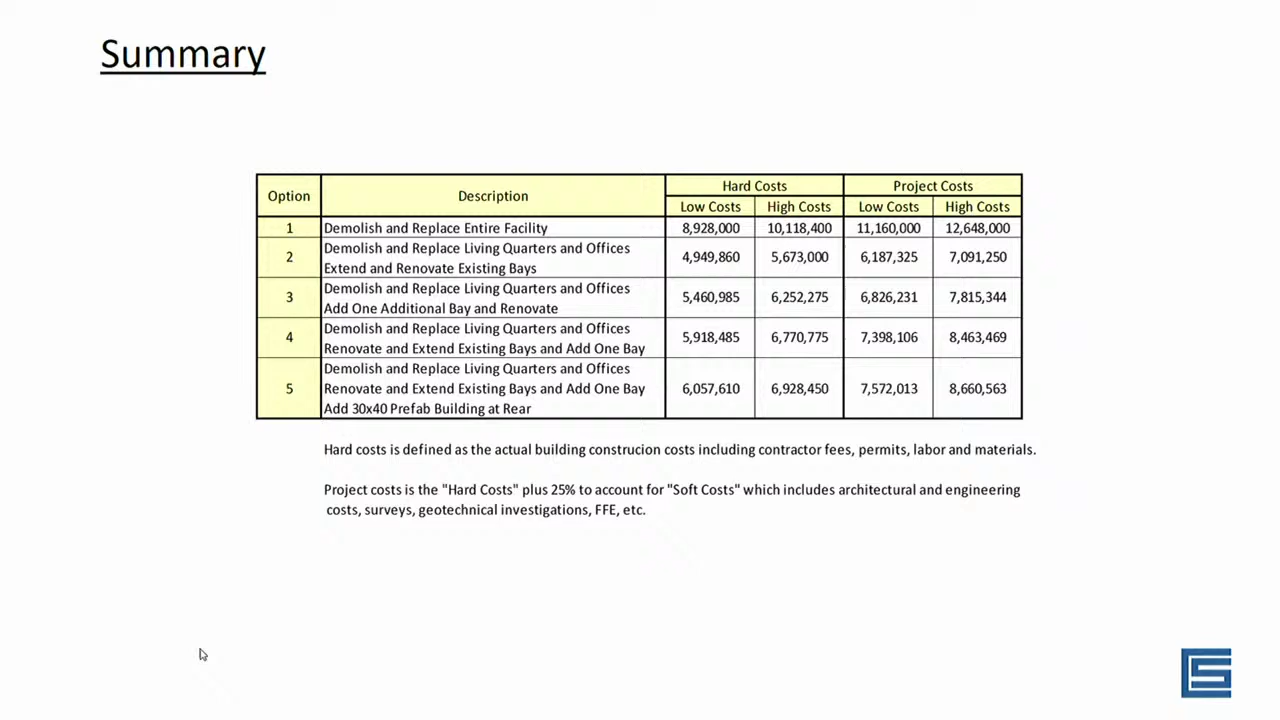 Summary
Option Description Hard Costs Project Costs
Low Costs High Costs Low Costs High Costs
1 Demolish and Replace Entire Facility 8,928,000 10,118,400 11,160,000 12,648,000
2 Demolish and Replace Living Quarters and Offices 4,949,860 5,673,000 6,187,325 7,091,250
Extend and Renovate Existing Bays
3 Demolish and Replace Living Quarters and Offices 5,460,985 6,252,275 6,826,231 7,815,344
Add One Additional Bay and Renovate
4 Demolish and Replace Living Quarters and Offices 5,918,485 6,770,775 7,398,106 8,463,469
Renovate and Extend Existing Bays and Add One Bay
Demolish and Replace Living Quarters and Offices
5 Renovate and Extend Existing Bays and Add One Bay 6,057,610 6,928,450 7,572,013 8,660,563
Add 30x40 Prefab Building at Rear
Hard costs is defined as the actual building construcion costs including contractor fees, permits, labor and materials.
Project costs is the "Hard Costs" plus 25% to account for "Soft Costs" which includes architectural and engineering
costs, surveys, geotechnical investigations, FFE, etc.